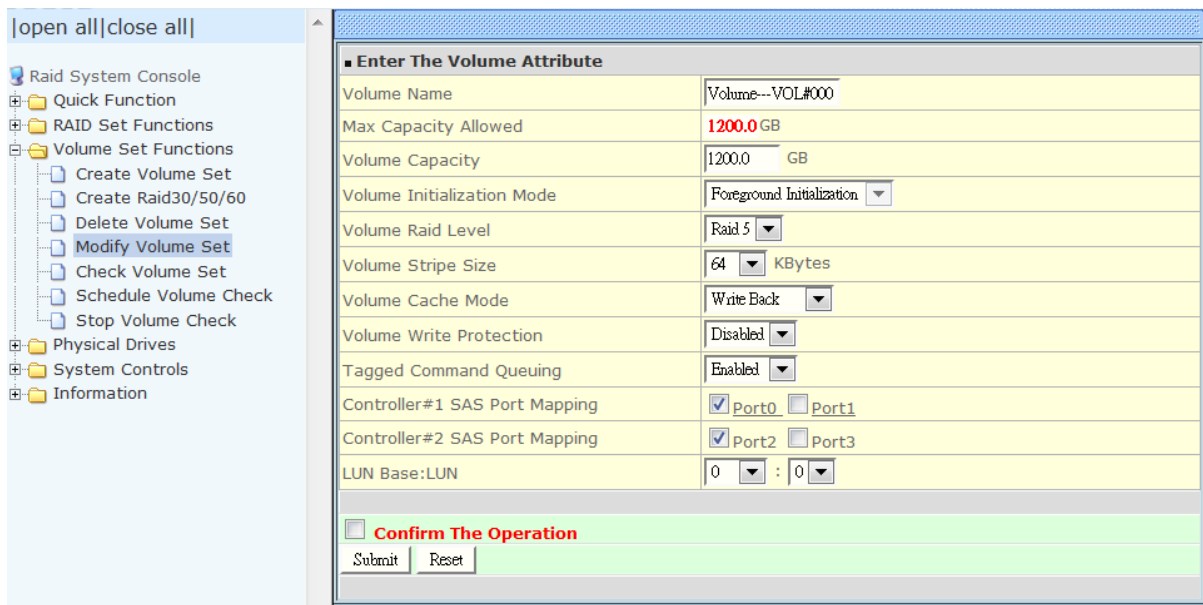 |open all|close all|
Raid System Console
Quick Function
RAID Set Functions
Volume Set Functions
Create Volume Set
Create Raid30/50/60
Delete Volume Set
Modify Volume Set
Check Volume Set
Schedule Volume Check
Stop Volume Check
Physical Drives
System Controls
Information
Enter The Volume Attribute
Volume Name Volume---VOL#000
Max Capacity Allowed 1200.0 GB
Volume Capacity 1200.0 GB
Volume Initialization Mode Foreground Initialization
Volume Raid Level Raid 5
Volume Stripe Size 64 KBytes
Volume Cache Mode Write Back
Volume Write Protection Disabled
Tagged Command Queuing Enabled
Controller#1 SAS Port Mapping Port0 Port1
Controller#2 SAS Port Mapping Port2 Port3
LUN Base:LUN 0 : 0
Confirm The Operation
Submit Reset